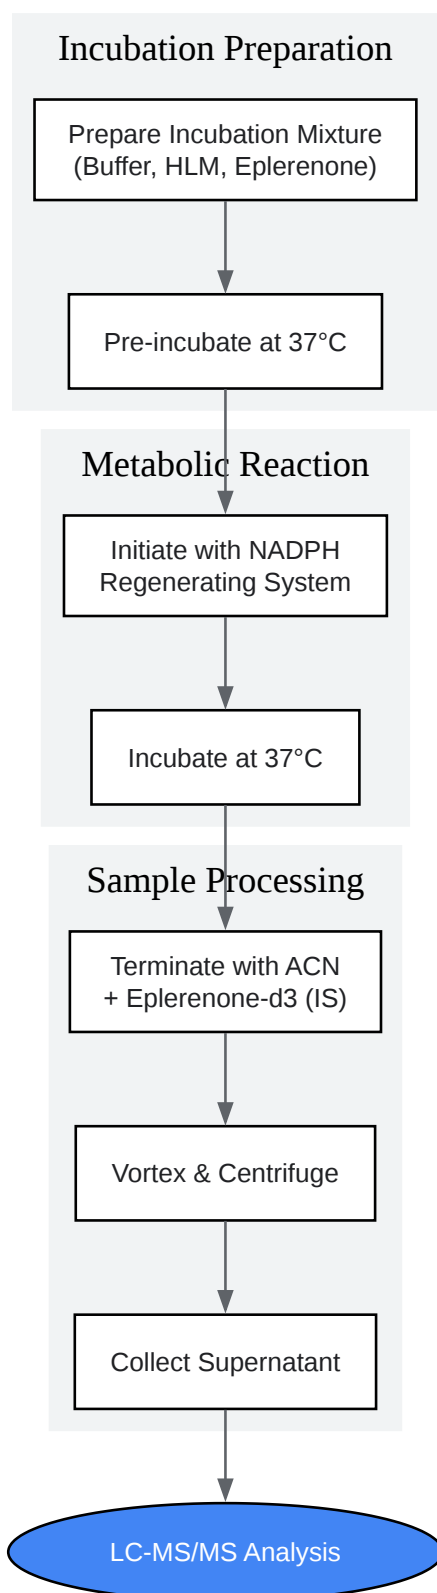 Incubation Preparation
Prepare Incubation Mixture
(Buffer, HLM, Eplerenone)
Pre-incubate at 37°C
Metabolic Reaction
Initiate with NADPH
Regenerating System
Incubate at 37°C
Sample Processing
Terminate with ACN
+ Eplerenone-d3 (IS)
Vortex & Centrifuge
Collect Supernatant
LC-MS/MS Analysis